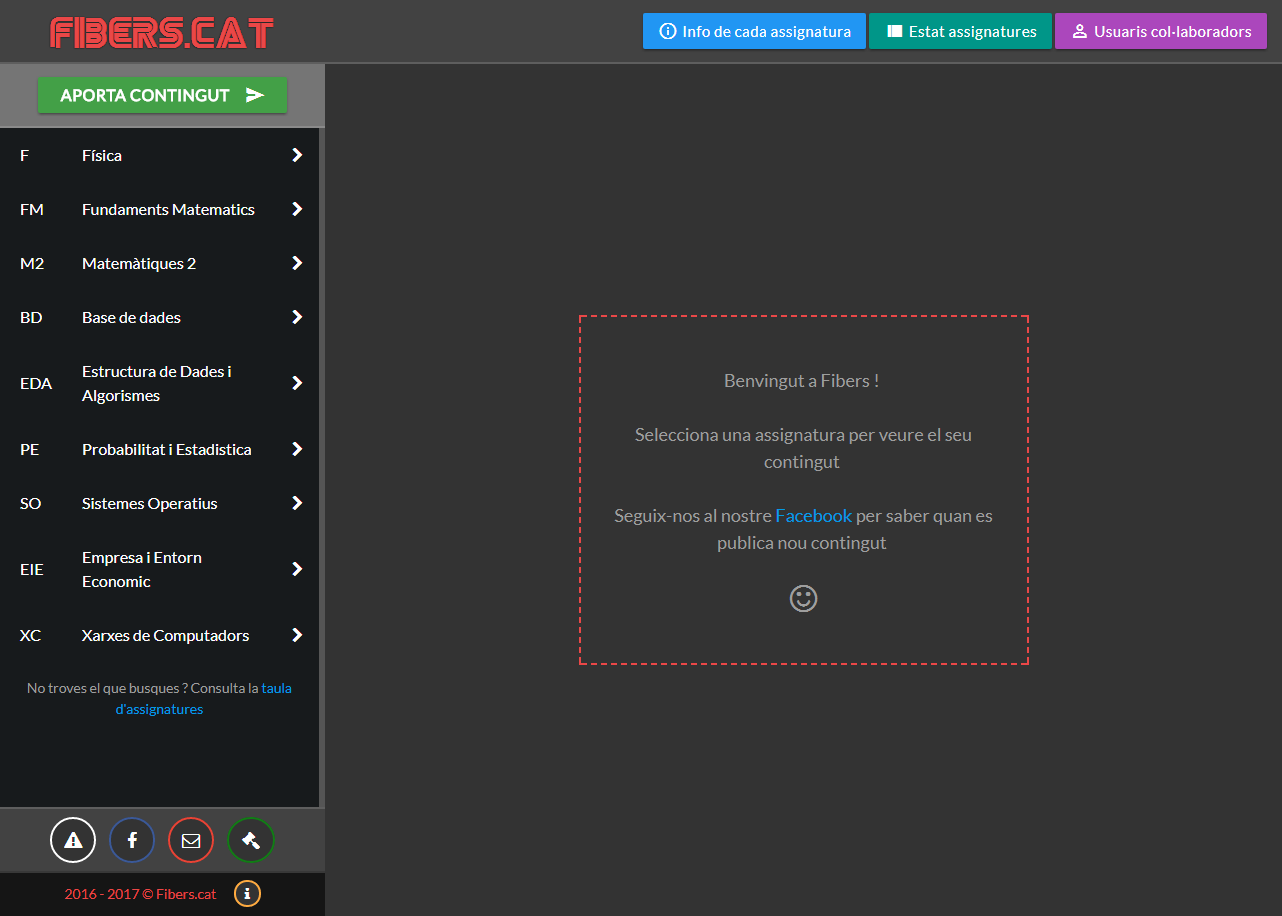 FIBERS.CAT
Info de cada assignatura
Estat assignatures
Usuaris col·laboradors
APORTA CONTINGUT
F Física
FM Fundaments Matematics
M2 Matemàtiques 2
BD Base de dades
EDA Estructura de Dades i
Algorismes
PE Probabilitat i Estadistica
SO Sistemes Operatius
EIE Empresa i Entorn
Economic
XC Xarxes de Computadors
No troves el que busques ? Consulta la taula
d'assignatures
2016 - 2017 © Fibers.cat
Benvingut a Fibers !
Selecciona una assignatura per veure el seu
contingut
Seguix-nos al nostre Facebook per saber quan es
publica nou contingut